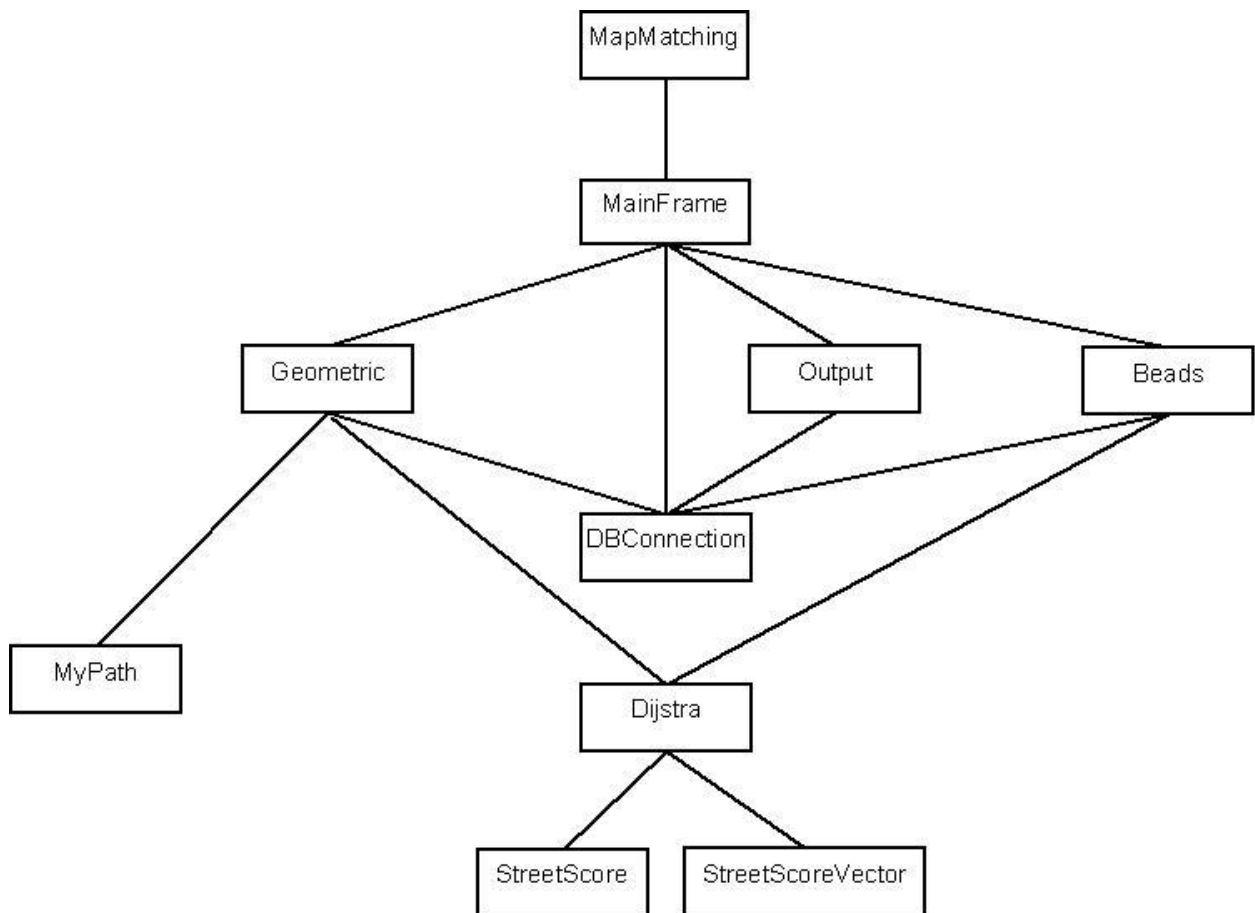 MapMatching
MainFrame
Geometric
Output
Beads
DBConnection
MyPath
Dijstra
StreetScore
StreetScoreVector